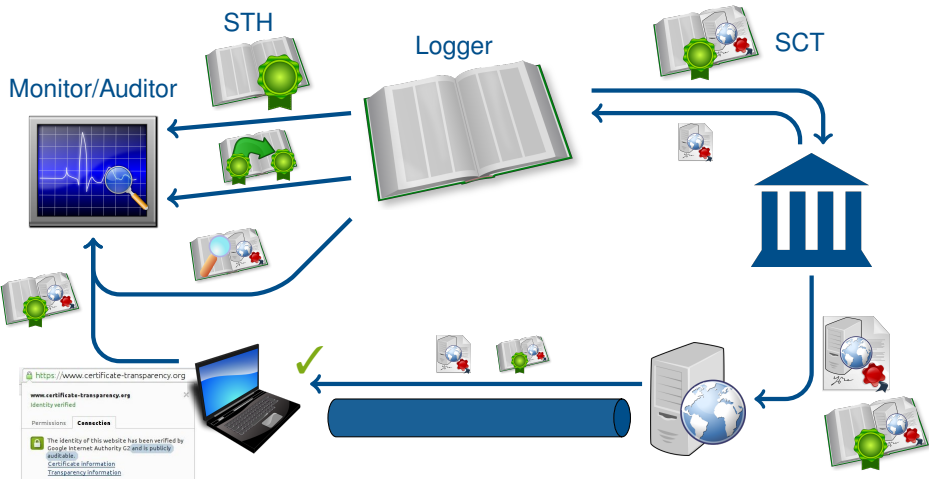 STH
Logger
SCT
Monitor/Auditor
https://www.certificate-transparency.org
www.certificate-transparency.org
Identity verified
Permissions Connection
The identity of this website has been verified by
Google Internet Authority G2 and is publicly
auditable.
Certificate information
Transparency information